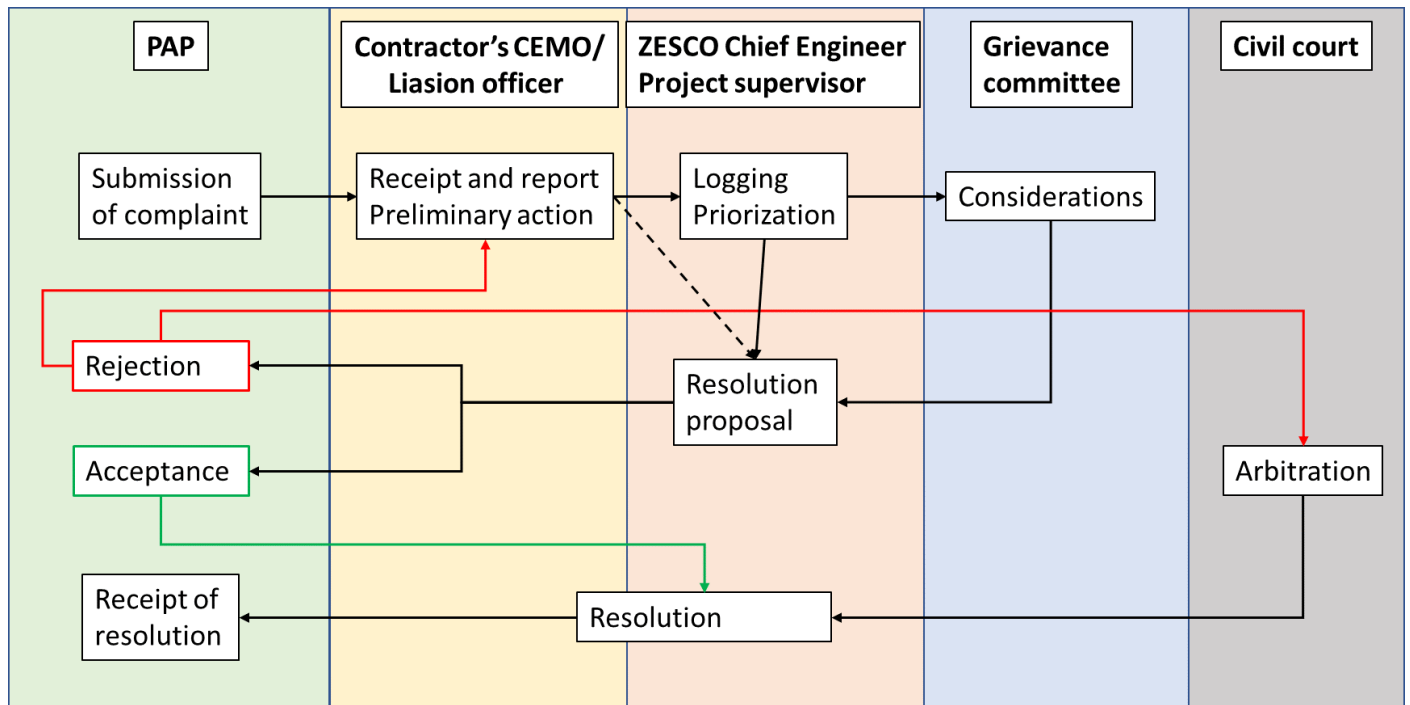 PAP
Contractor's CEMO/
Liasion officer
ZESCO Chief Engineer
Project supervisor
Grievance
committee
Civil court
Submission
of complaint
Receipt and report
Preliminary action
Logging
Priorization
Considerations
Rejection
Resolution
proposal
Acceptance
Arbitration
Receipt of
resolution
Resolution